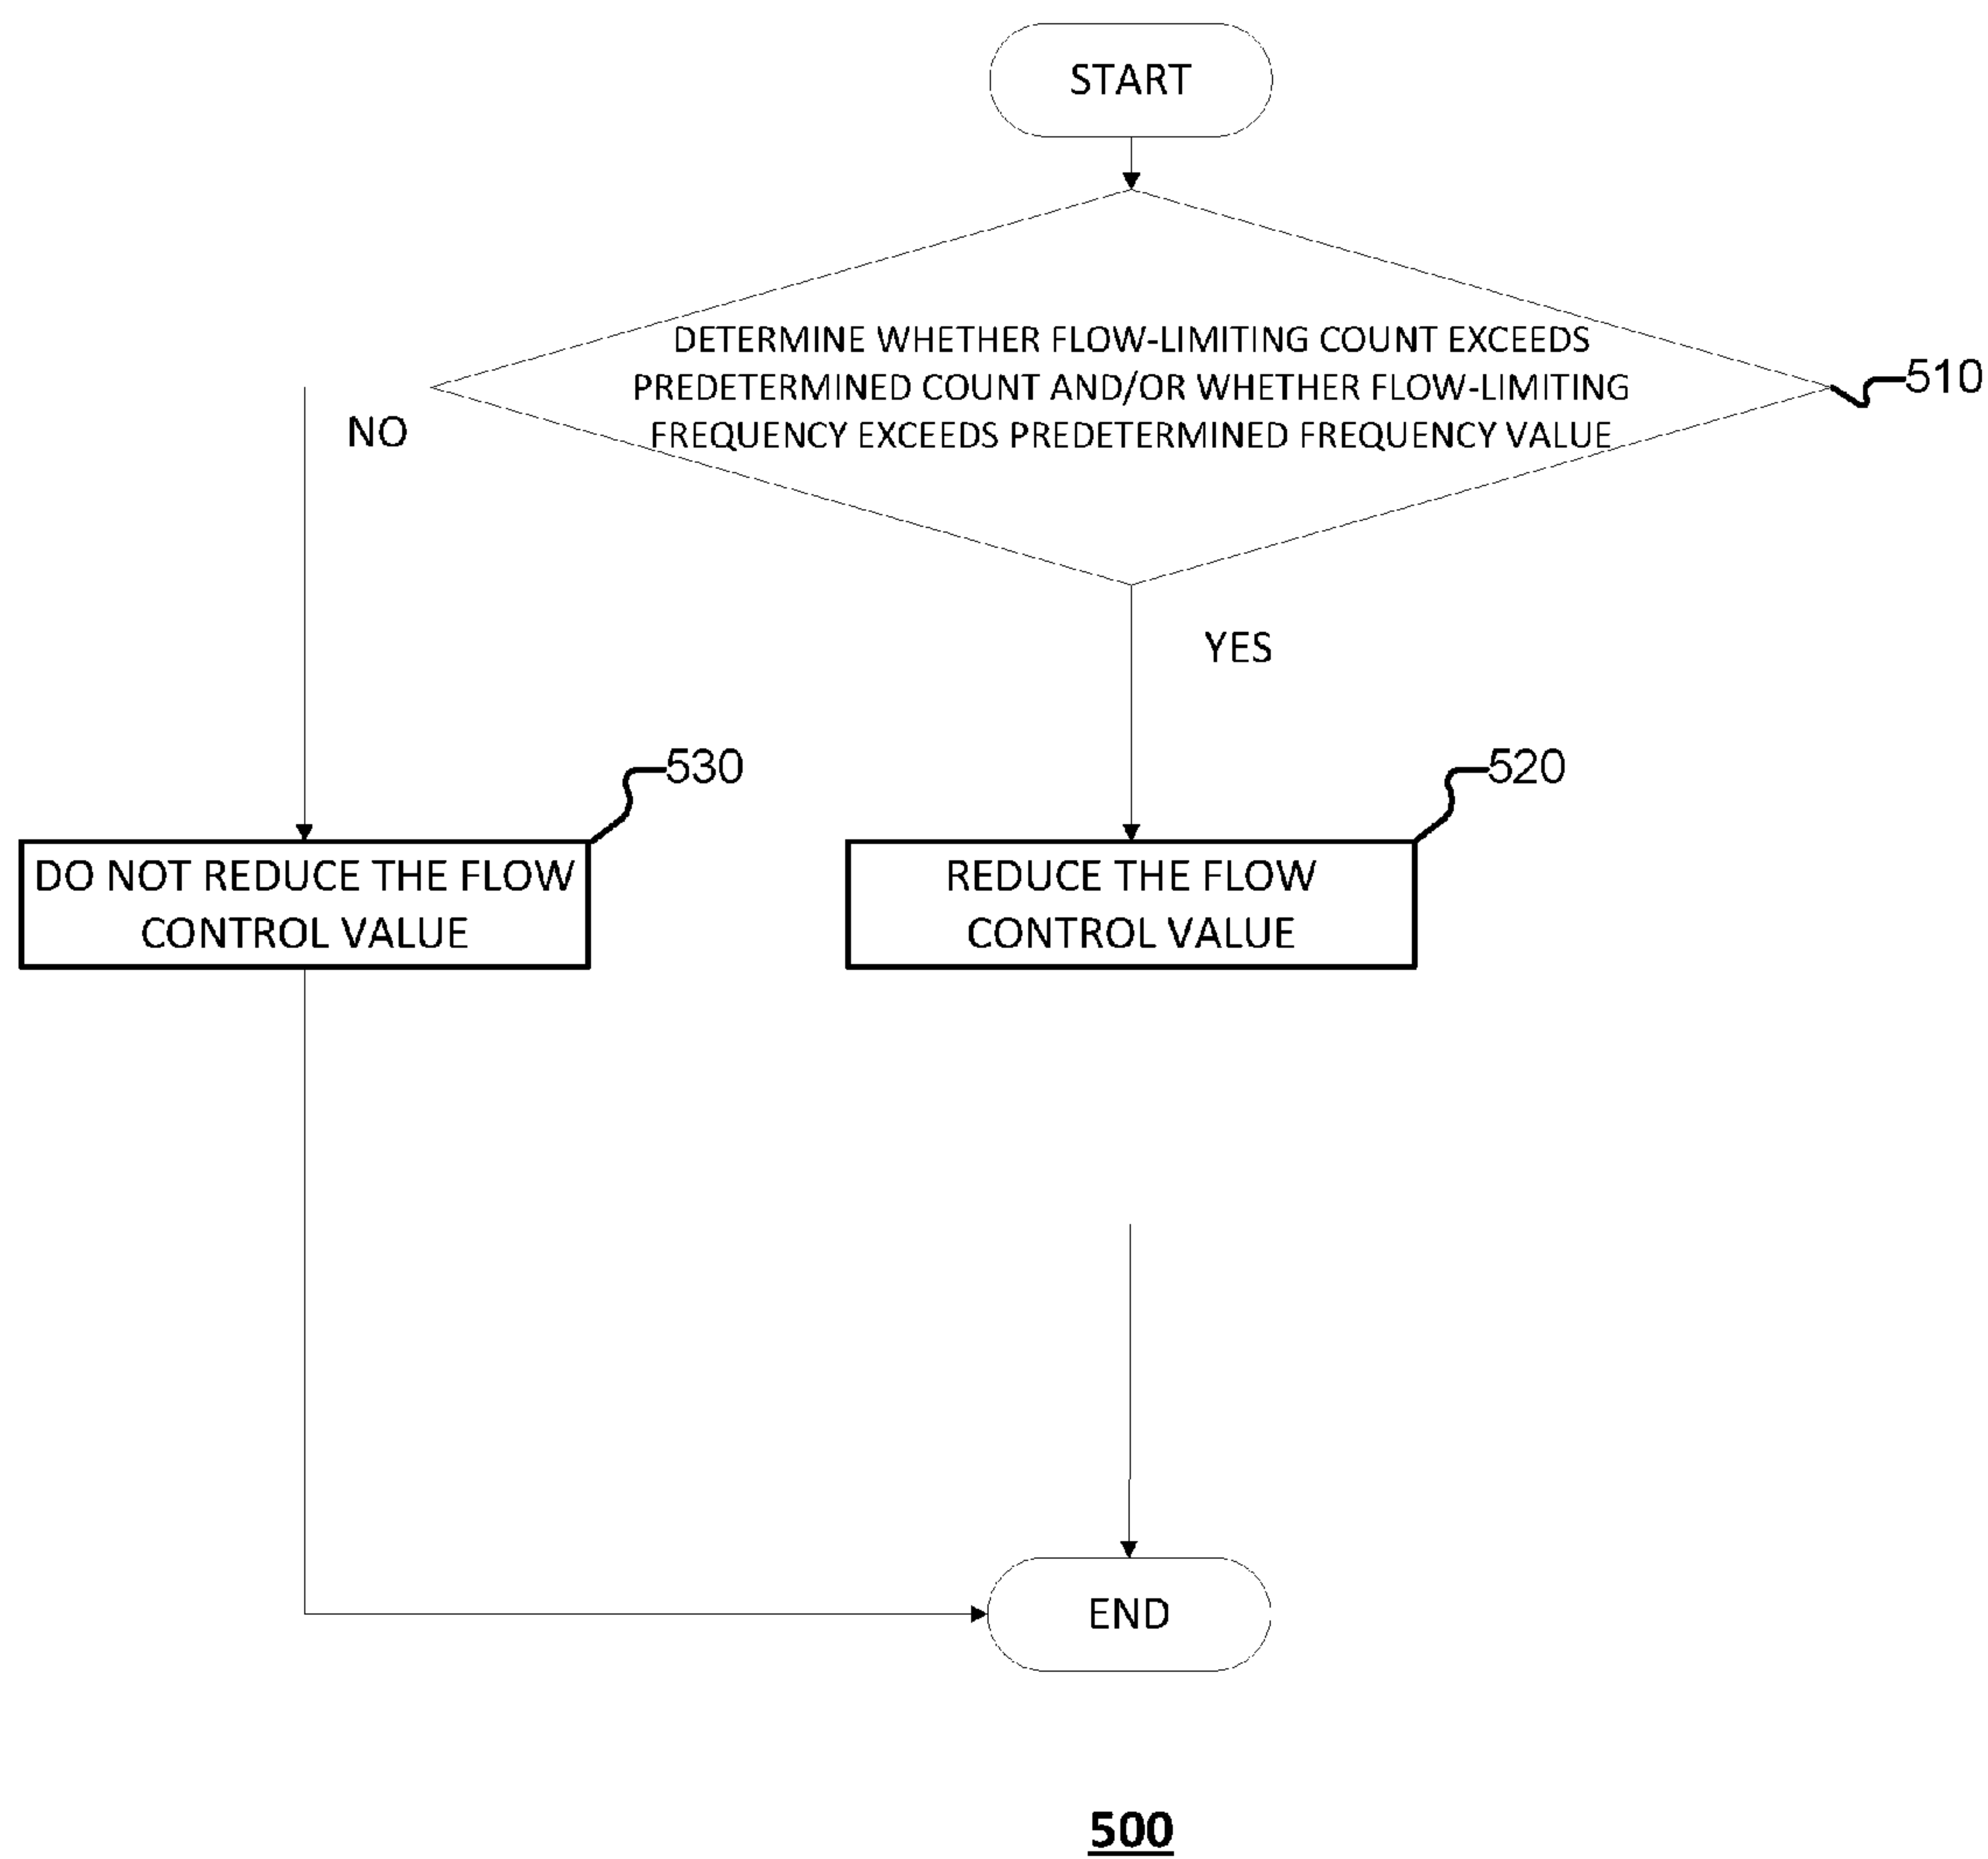 START
DETERMINE WHETHER FLOW-LIMITING COUNT EXCEEDS
PREDETERMINED COUNT AND/OR WHETHER FLOW-LIMITING
FREQUENCY EXCEEDS PREDETERMINED FREQUENCY VALUE
510
NO
YES
530
520
DO NOT REDUCE THE FLOW
CONTROL VALUE
REDUCE THE FLOW
CONTROL VALUE
END
500